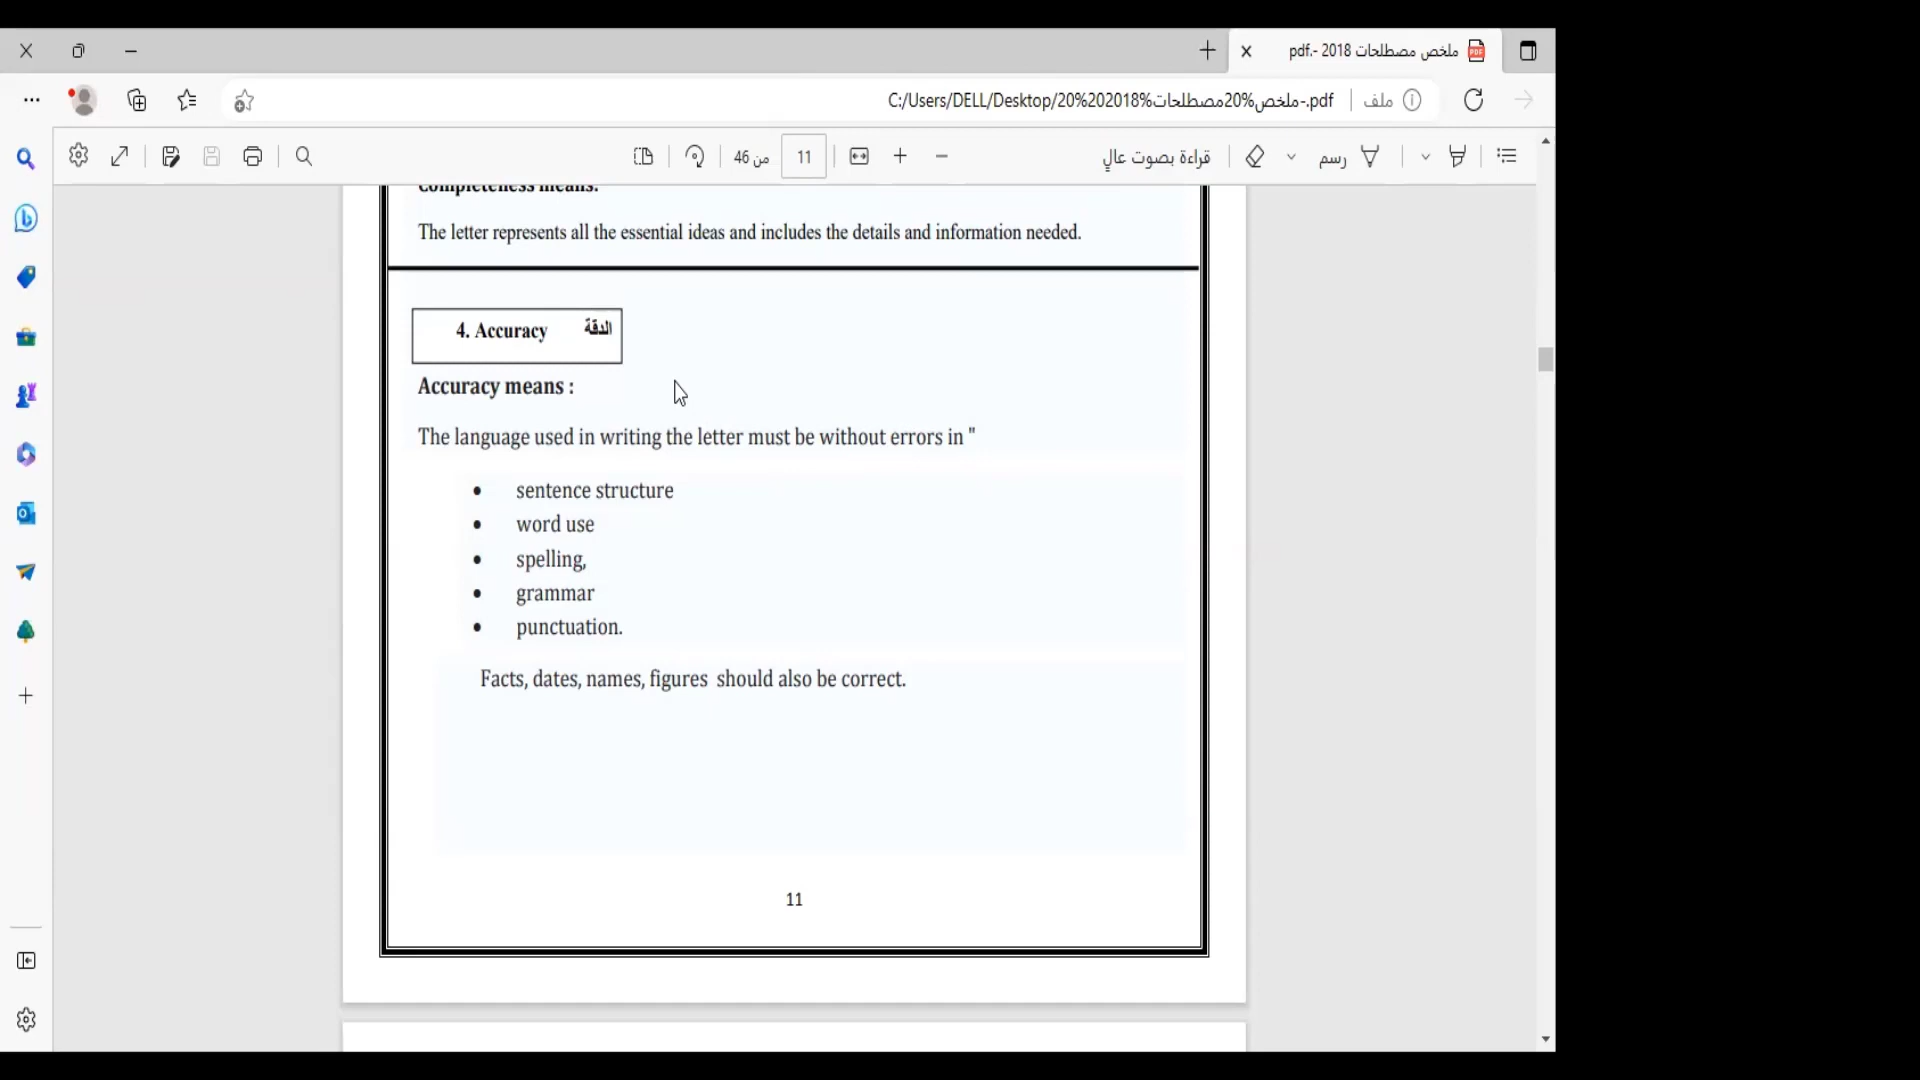 ملخص مصطلحات 2018 -.pdf
C:/Users/DELL/Desktop/20%202018%مصطلحات20%ملخص-.pdf
ملف
قراءة بصوت عالٍ
رسم
11
من 46
Completeness means:
The letter represents all the essential ideas and includes the details and information needed.
4. Accuracy الدقة
Accuracy means :
The language used in writing the letter must be without errors in "
• sentence structure
• word use
• spelling,
• grammar
• punctuation.
Facts, dates, names, figures should also be correct.
11